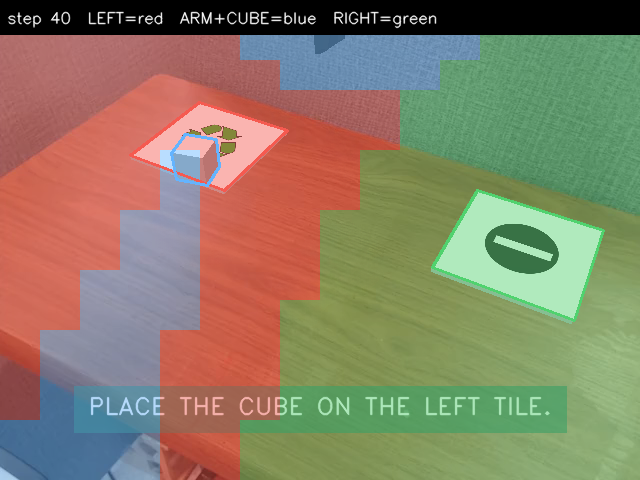 step 40 LEFT=red ARM+CUBE=blue RIGHT=green
PLACE THE CUBE ON THE LEFT TILE.